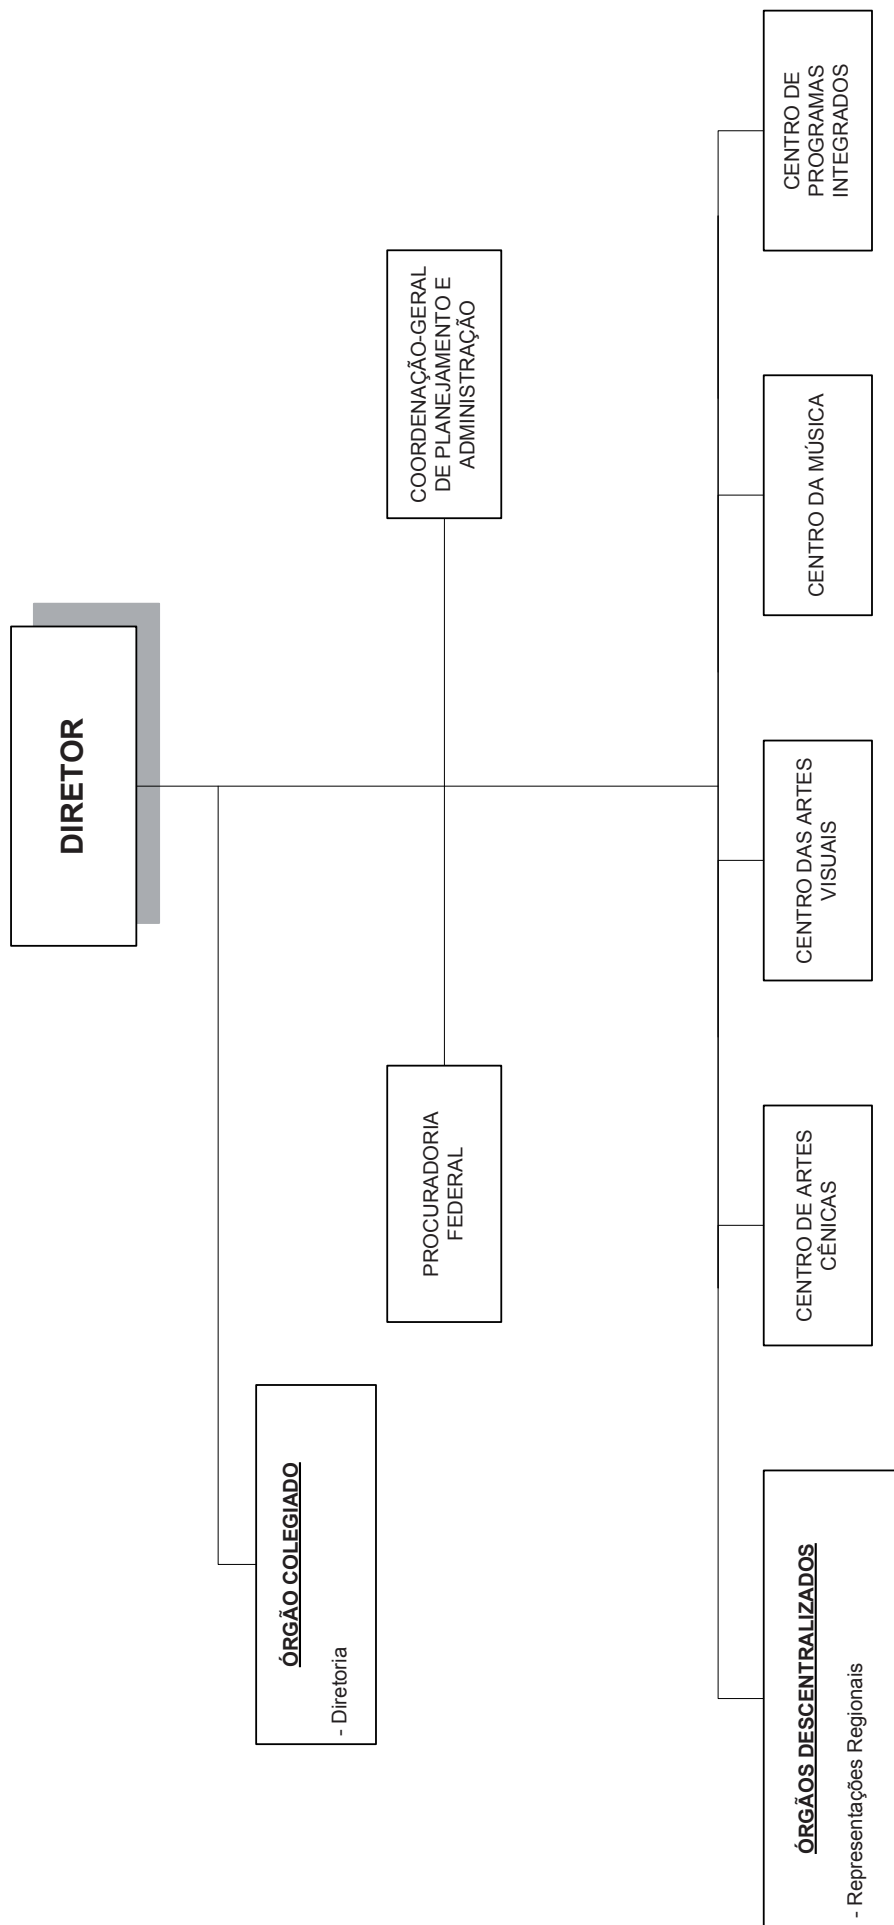 DIRETOR
ÓRGÃO COLEGIADO
- Diretoria
PROCURADORIA
FEDERAL
COORDENAÇÃO-GERAL
DE PLANEJAMENTO E
ADMINISTRAÇÃO
ÓRGÃOS DESCENTRALIZADOS
- Representações Regionais
CENTRO DE ARTES
CÊNICAS
CENTRO DAS ARTES
VISUAIS
CENTRO DA MÚSICA
CENTRO DE
PROGRAMAS
INTEGRADOS